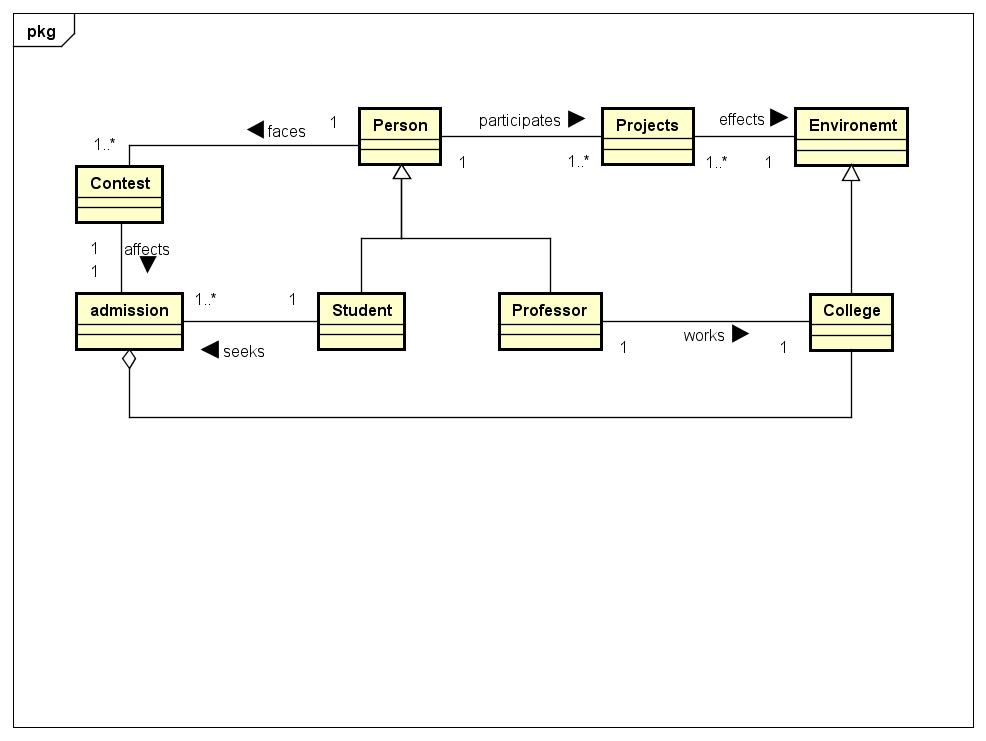 pkg
Person
participates
Projects
effects
Environemt
1
faces
1..*
1
1..*
1..*
1
Contest
1
affects
1
admission
1..*
1
Student
Professor
College
seeks
works
1
1